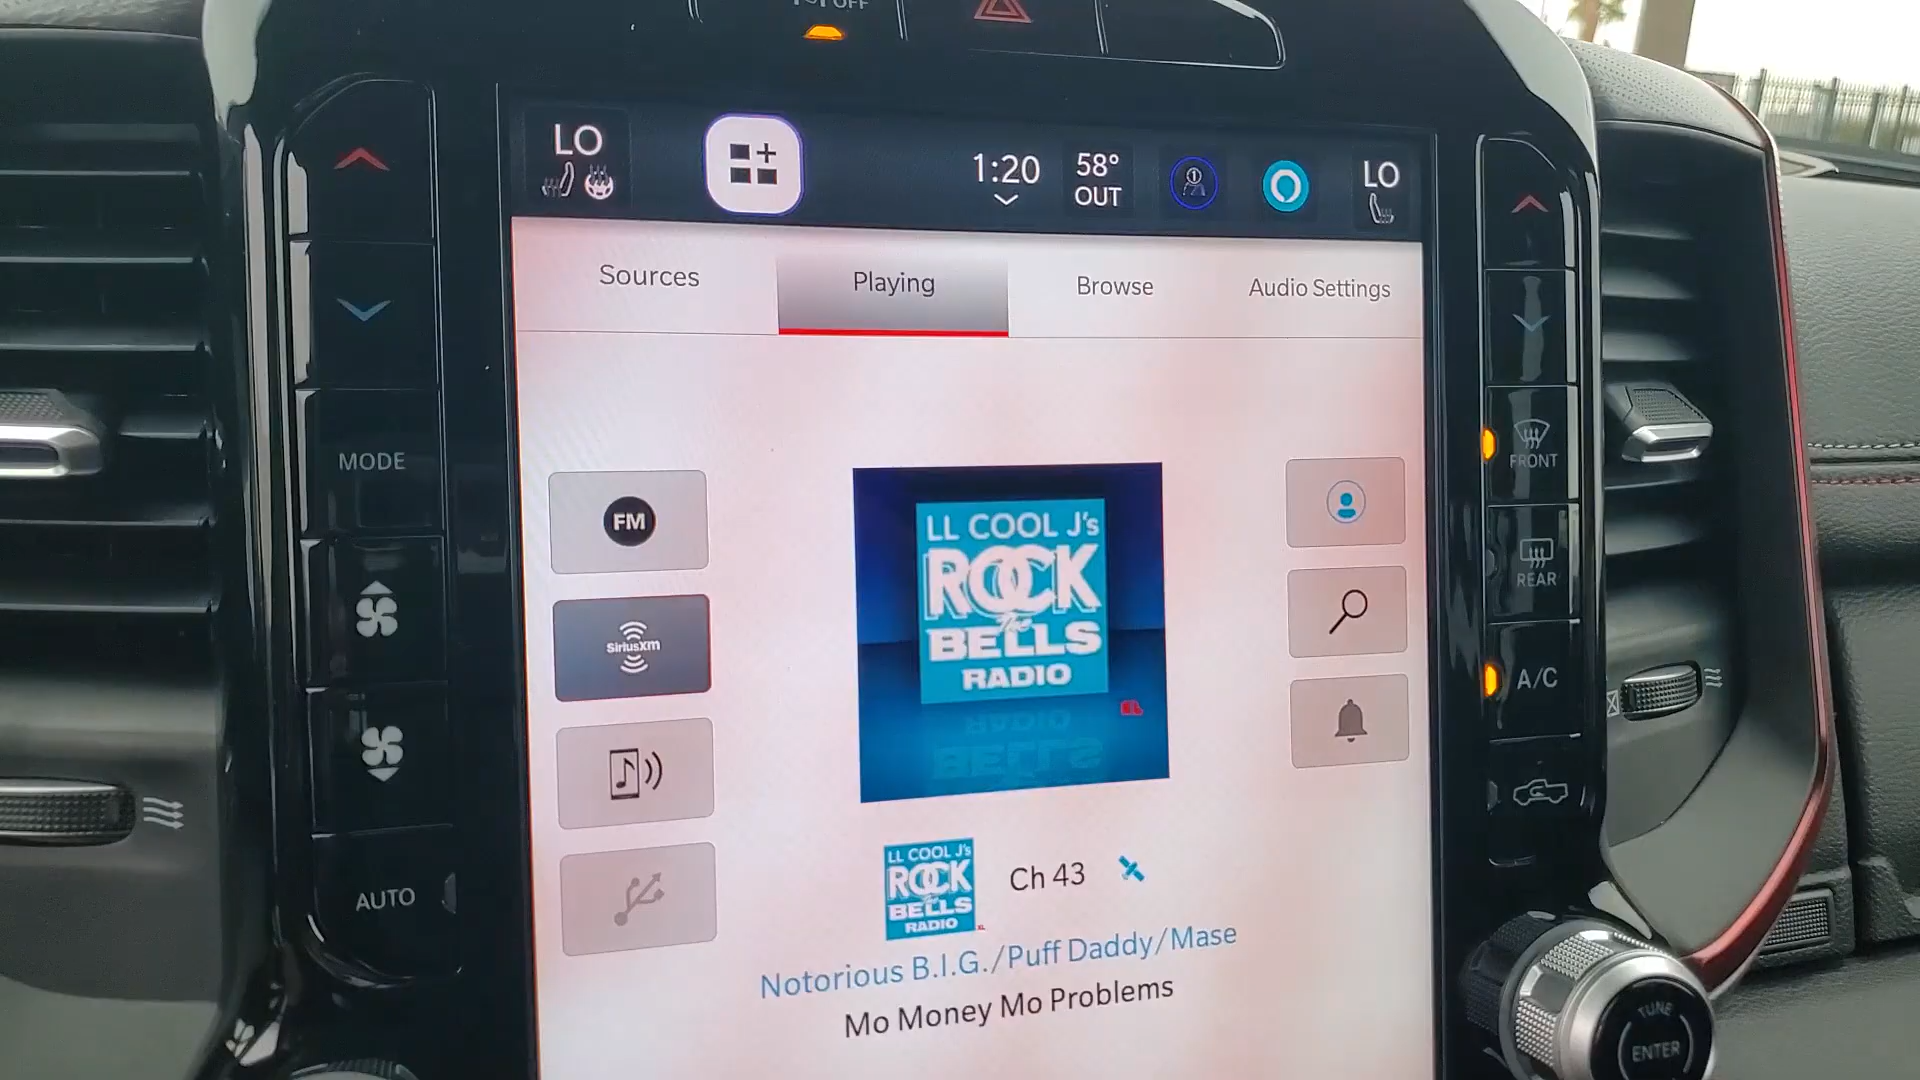 OFF
LO
1:20
58°
OUT
LO
Sources
Playing
Browse
Audio Settings
MODE
AUTO
FM
SiriusXm
LL COOL J's
ROCK
The
BELLS
RADIO
LL COOL J's
ROCK
BELLS
RADIO
Ch 43
Notorious B.I.G./Puff Daddy/Mase
Mo Money Mo Problems
FRONT
REAR
A/C
TUNE
ENTER